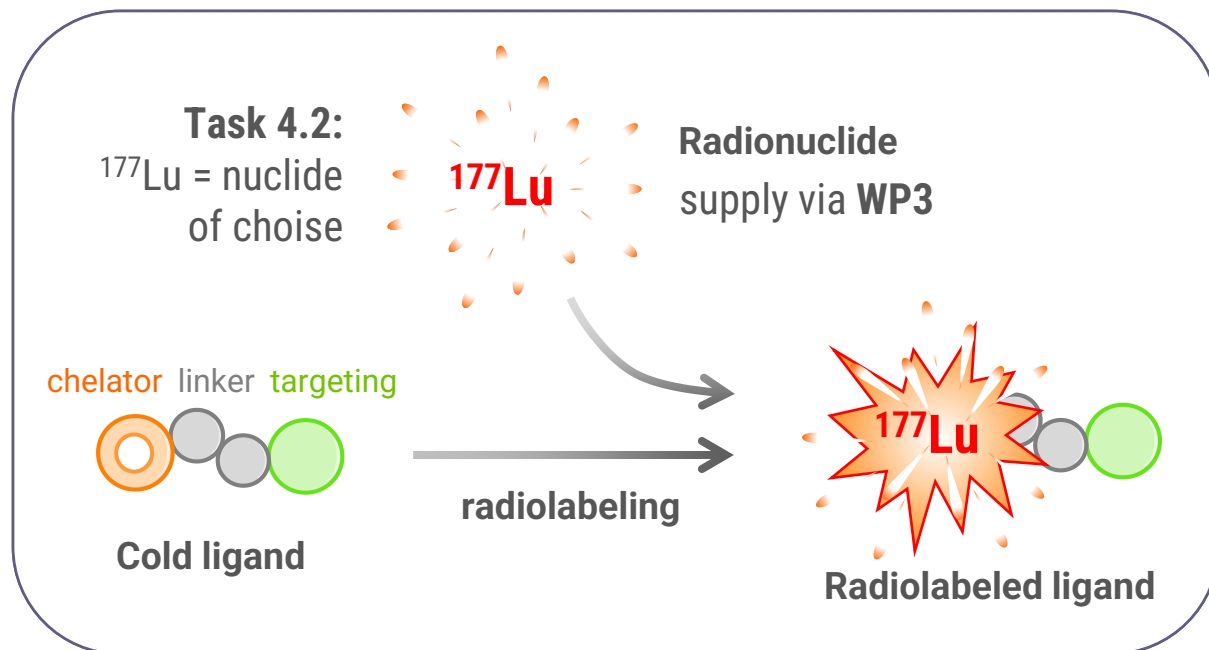 Task 4.2:
¹⁷⁷Lu = nuclide
of choise
¹⁷⁷Lu
Radionuclide
supply via WP3
chelator linker targeting
radiolabeling
Cold ligand
¹⁷⁷Lu
Radiolabeled ligand